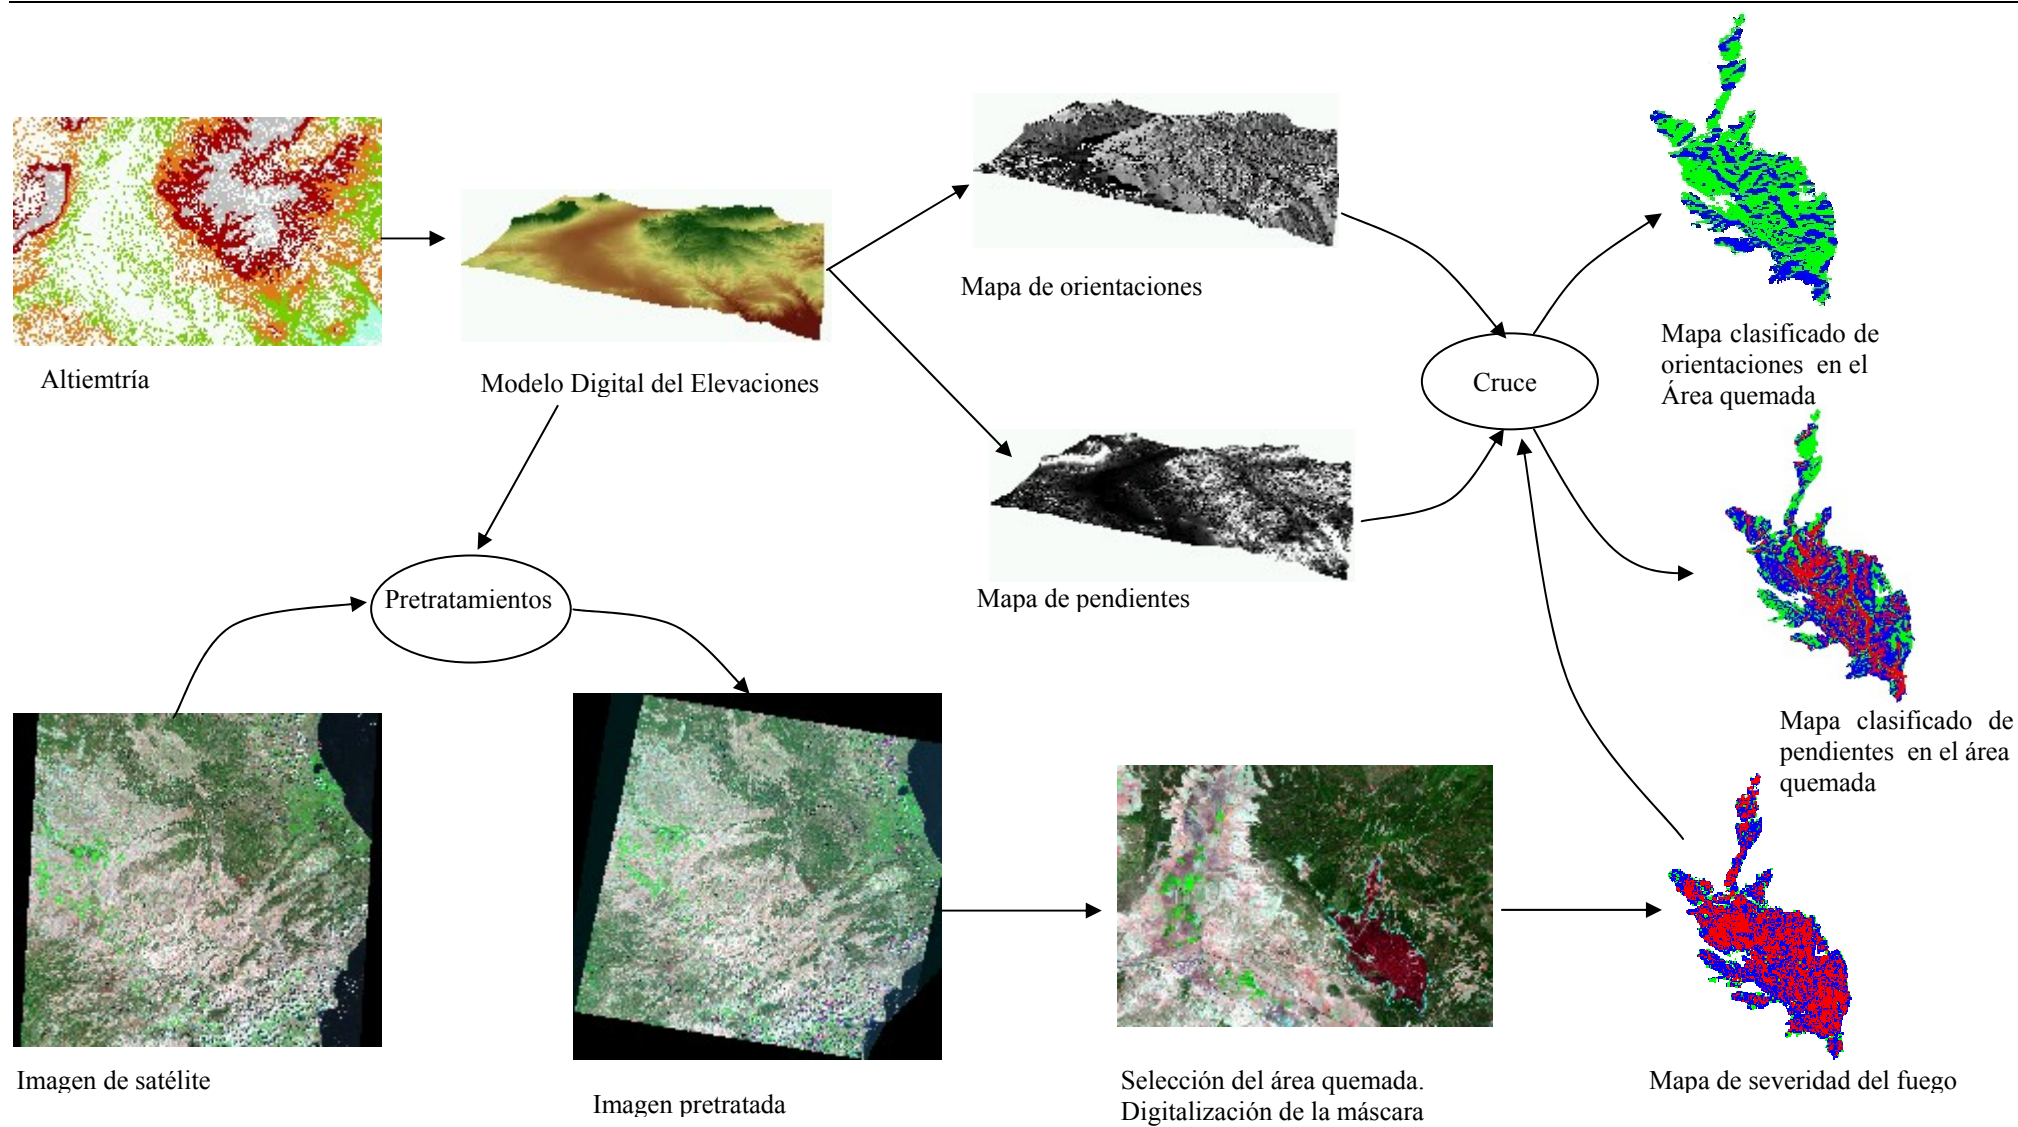 Altiemtría
Modelo Digital del Elevaciones
Mapa de orientaciones
Mapa de pendientes
Cruce
Mapa clasificado de
orientaciones en el
Área quemada
Pretratamientos
Mapa clasificado de
pendientes en el área
quemada
Imagen de satélite
Imagen pretratada
Selección del área quemada.
Digitalización de la máscara
Mapa de severidad del fuego